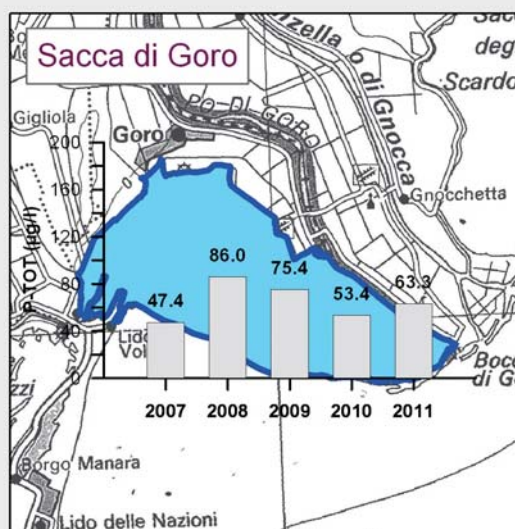 Sacca di Goro
Sacc
deg
Scardo
o di Gnocca
PO DI GORO
Gigliola
Goro
Gnocchetta
P-TOT (µg/l)
200
160
120
80
40
0
47.4
86.0
75.4
53.4
63.3
2007
2008
2009
2010
2011
Lido
Vol
Bocc
di G
Borgo Manara
Lido delle Nazioni